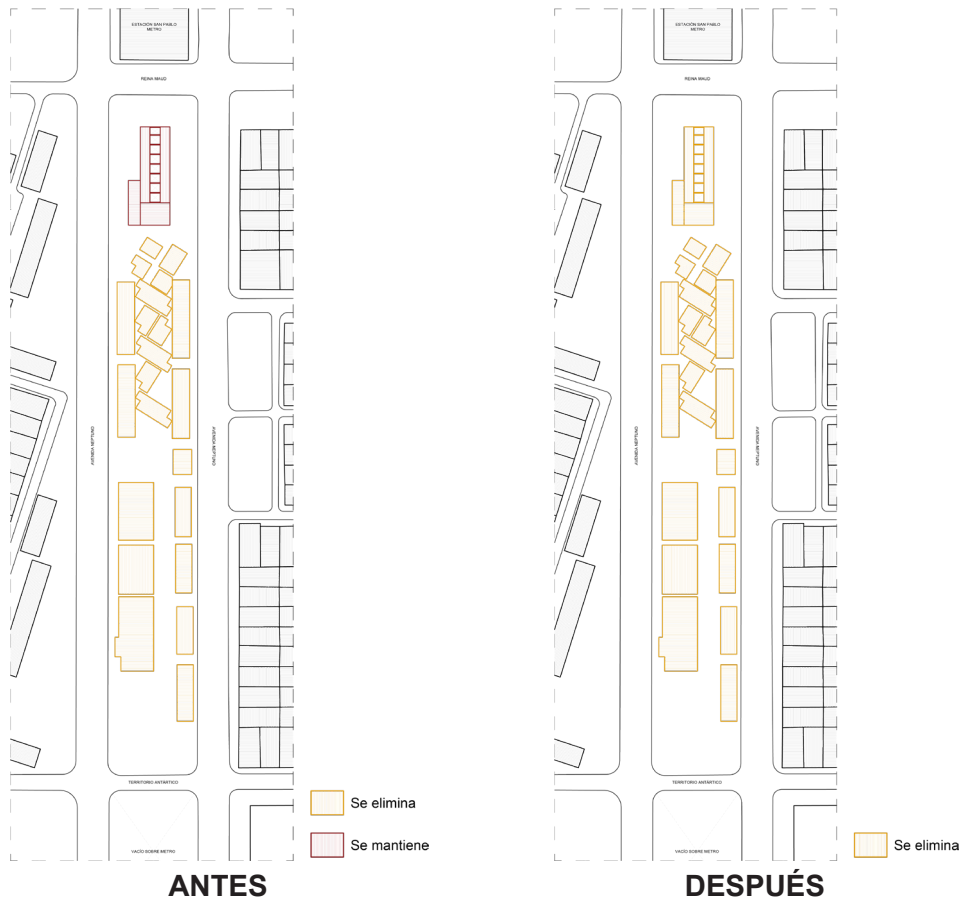 ESTACIÓN SAN PABLO
METRO
REINA MAUD
AVENIDA NEPTUNO
AVENIDA NEPTUNO
TERRITORIO ANTÁRTICO
VACÍO SOBRE METRO
Se elimina
Se mantiene
ANTES
ESTACIÓN SAN PABLO
METRO
REINA MAUD
AVENIDA NEPTUNO
AVENIDA NEPTUNO
TERRITORIO ANTÁRTICO
VACÍO SOBRE METRO
Se elimina
DESPUÉS